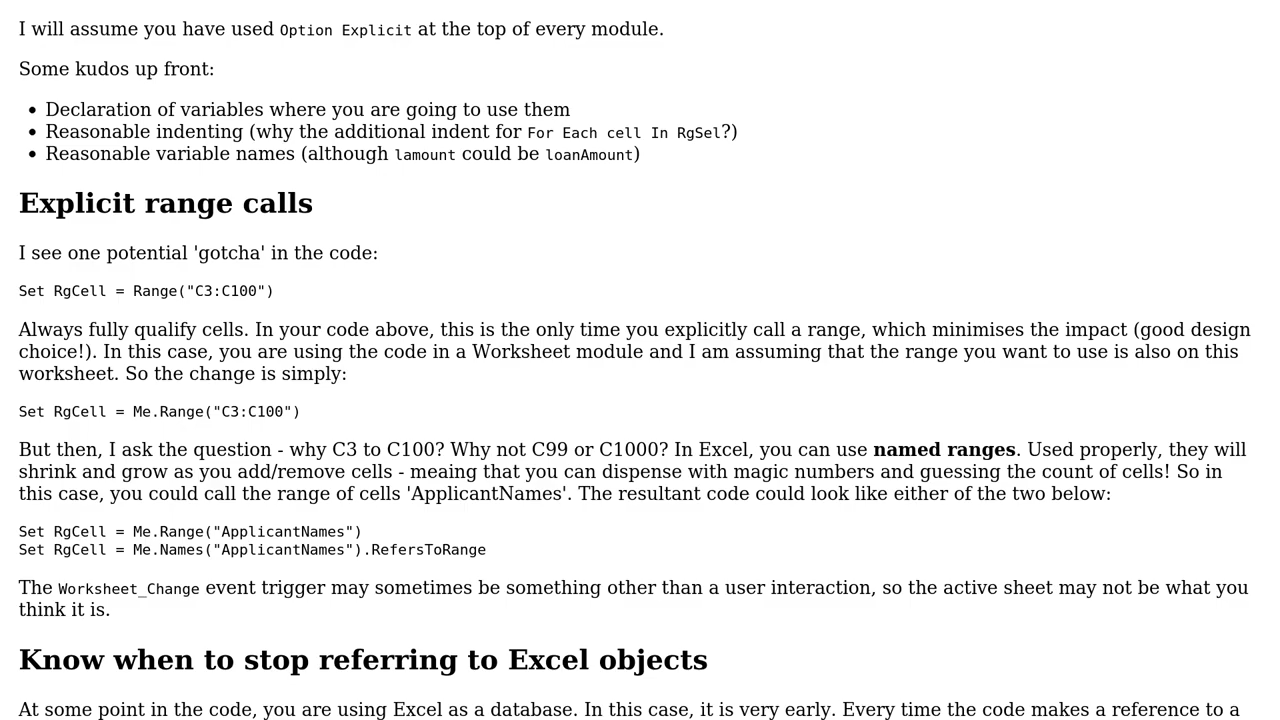 I will assume you have used Option Explicit at the top of every module.
Some kudos up front:
• Declaration of variables where you are going to use them
• Reasonable indenting (why the additional indent for For Each cell In RgSel?)
• Reasonable variable names (although lamount could be loanAmount)
Explicit range calls
I see one potential 'gotcha' in the code:
Set RgCell = Range("C3:C100")
Always fully qualify cells. In your code above, this is the only time you explicitly call a range, which minimises the impact (good design
choice!). In this case, you are using the code in a Worksheet module and I am assuming that the range you want to use is also on this
worksheet. So the change is simply:
Set RgCell = Me.Range("C3:C100")
But then, I ask the question - why C3 to C100? Why not C99 or C1000? In Excel, you can use named ranges. Used properly, they will
shrink and grow as you add/remove cells - meaing that you can dispense with magic numbers and guessing the count of cells! So in
this case, you could call the range of cells 'ApplicantNames'. The resultant code could look like either of the two below:
Set RgCell = Me.Range("ApplicantNames")
Set RgCell = Me.Names("ApplicantNames").RefersToRange
The Worksheet_Change event trigger may sometimes be something other than a user interaction, so the active sheet may not be what you
think it is.
Know when to stop referring to Excel objects
At some point in the code, you are using Excel as a database. In this case, it is very early. Every time the code makes a reference to a